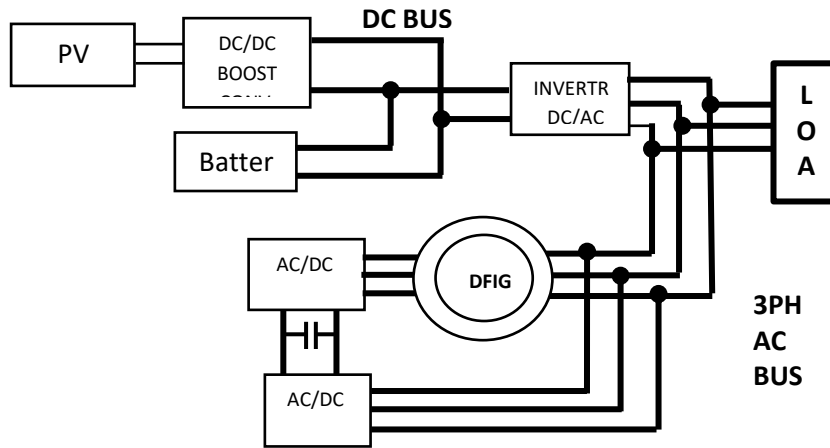 DC BUS
PV
DC/DC
BOOST
INVERTR
DC/AC
L
O
A
Batter
AC/DC
DFIG
3PH
AC
BUS
AC/DC